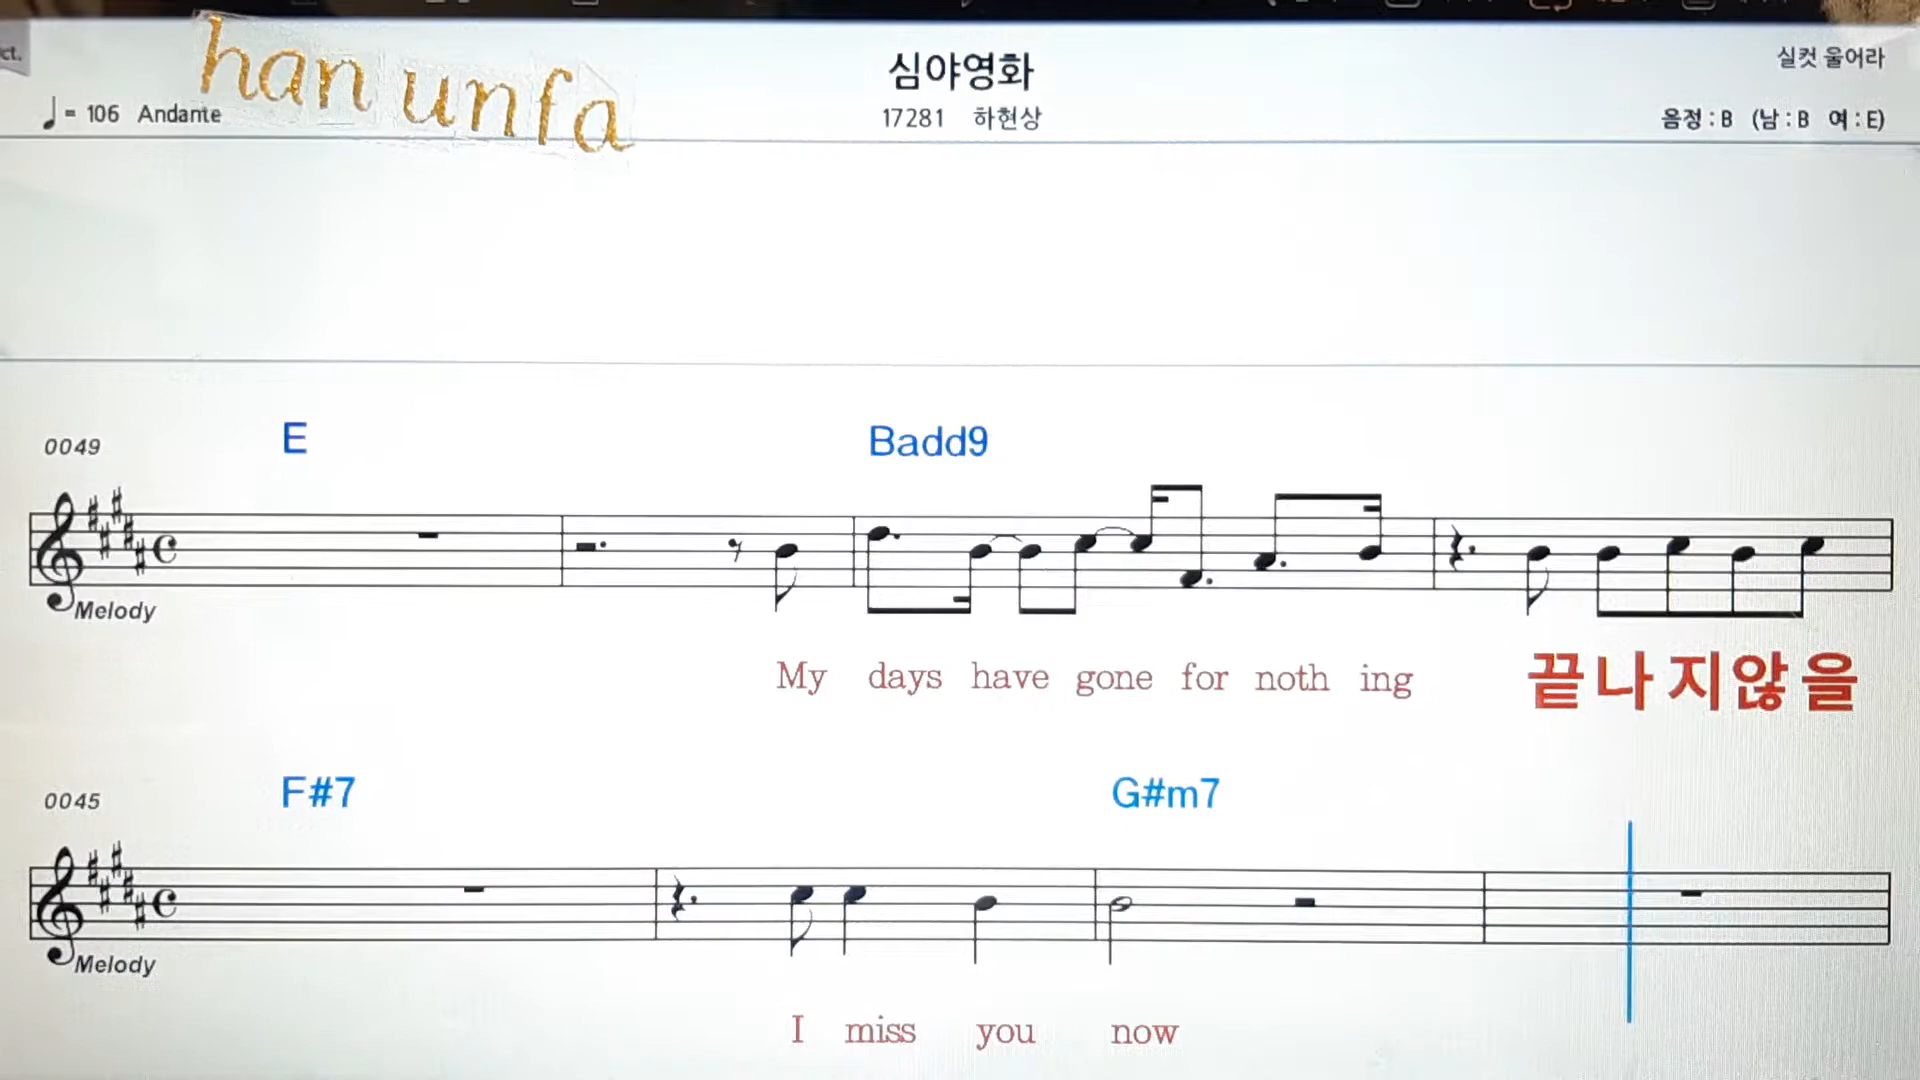 ct.
han unfa
심야영화
실컷 울어라
♩= 106 Andante
17281 하현상
음정 : B (남 : B 여 : E)
0049
E
Badd9
Melody
My days have gone for noth ing 끝나지않을
0045
F#7
G#m7
Melody
I miss you now